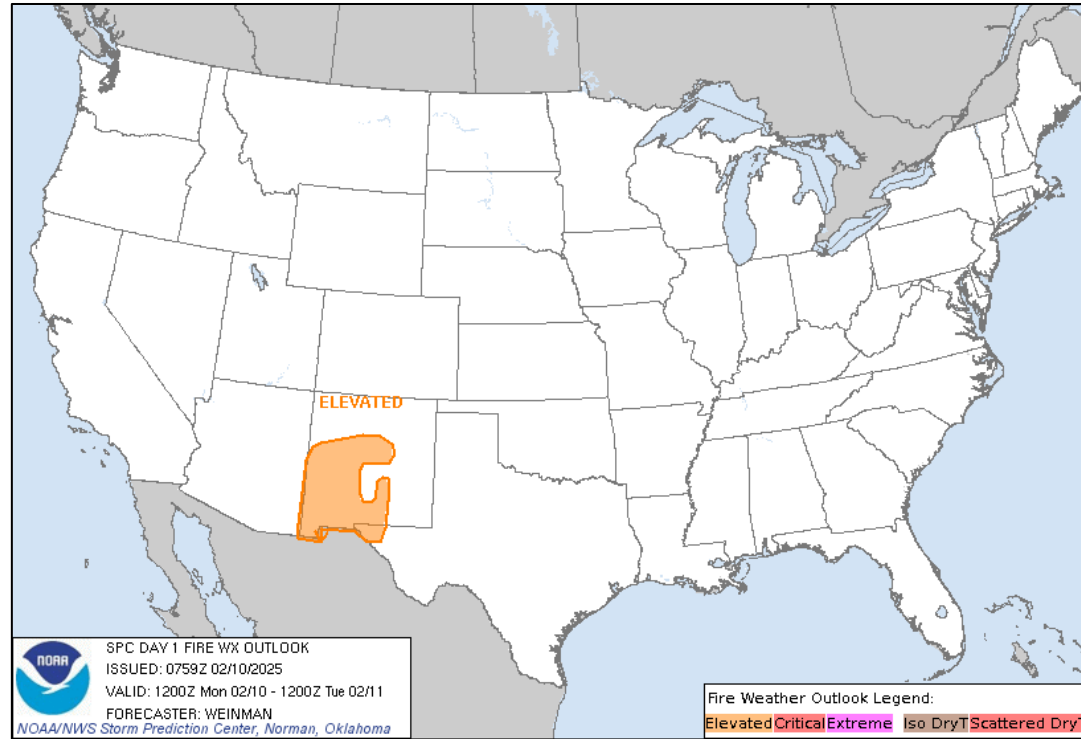 ELEVATED
NOAA
SPC DAY 1 FIRE WX OUTLOOK
ISSUED: 0759Z 02/10/2025
VALID: 1200Z Mon 02/10 - 1200Z Tue 02/11
FORECASTER: WEINMAN
NOAA/NWS Storm Prediction Center, Norman, Oklahoma
Fire Weather Outlook Legend:
Elevated Critical Extreme Iso DryT Scattered DryT